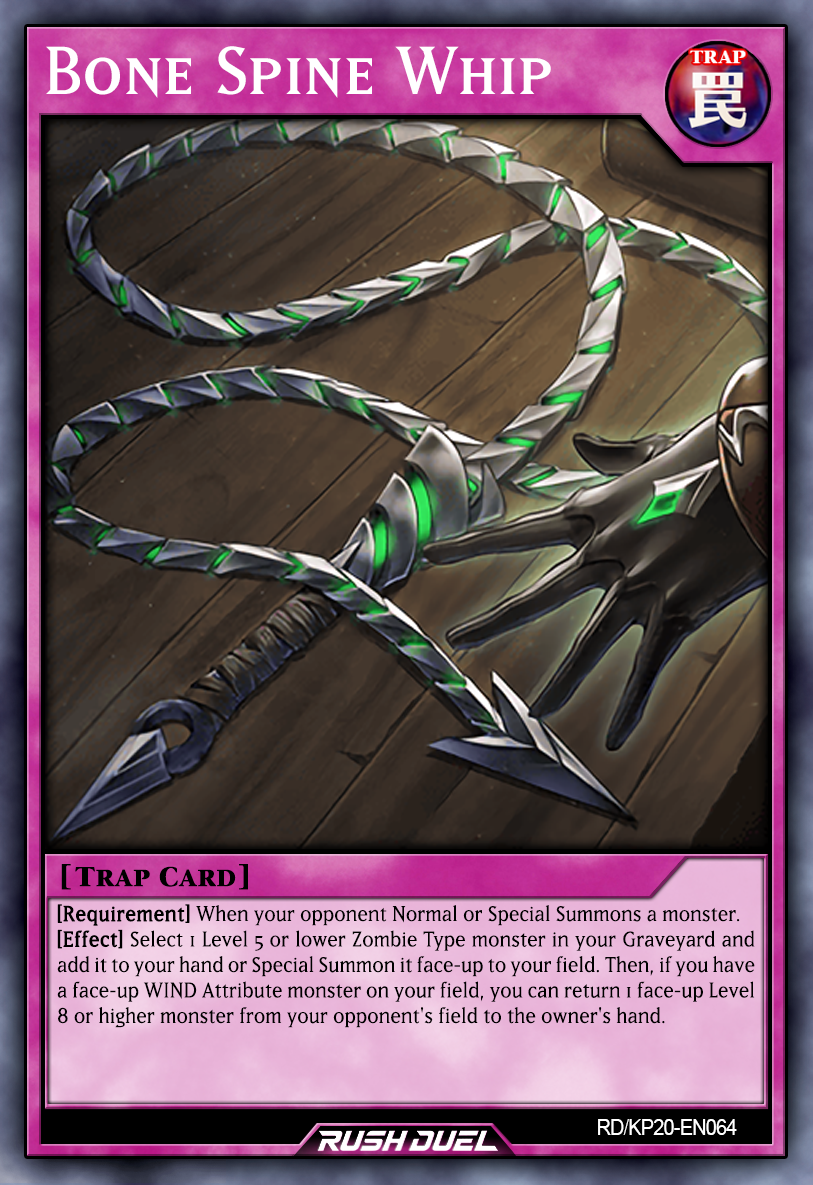 Bone Spine Whip
TRAP
罠
[Trap Card]
[Requirement] When your opponent Normal or Special Summons a monster.
[Effect] Select 1 Level 5 or lower Zombie Type monster in your Graveyard and
add it to your hand or Special Summon it face-up to your field. Then, if you have
a face-up WIND Attribute monster on your field, you can return 1 face-up Level
8 or higher monster from your opponent's field to the owner's hand.
RD/KP20-EN064
RUSH DUEL